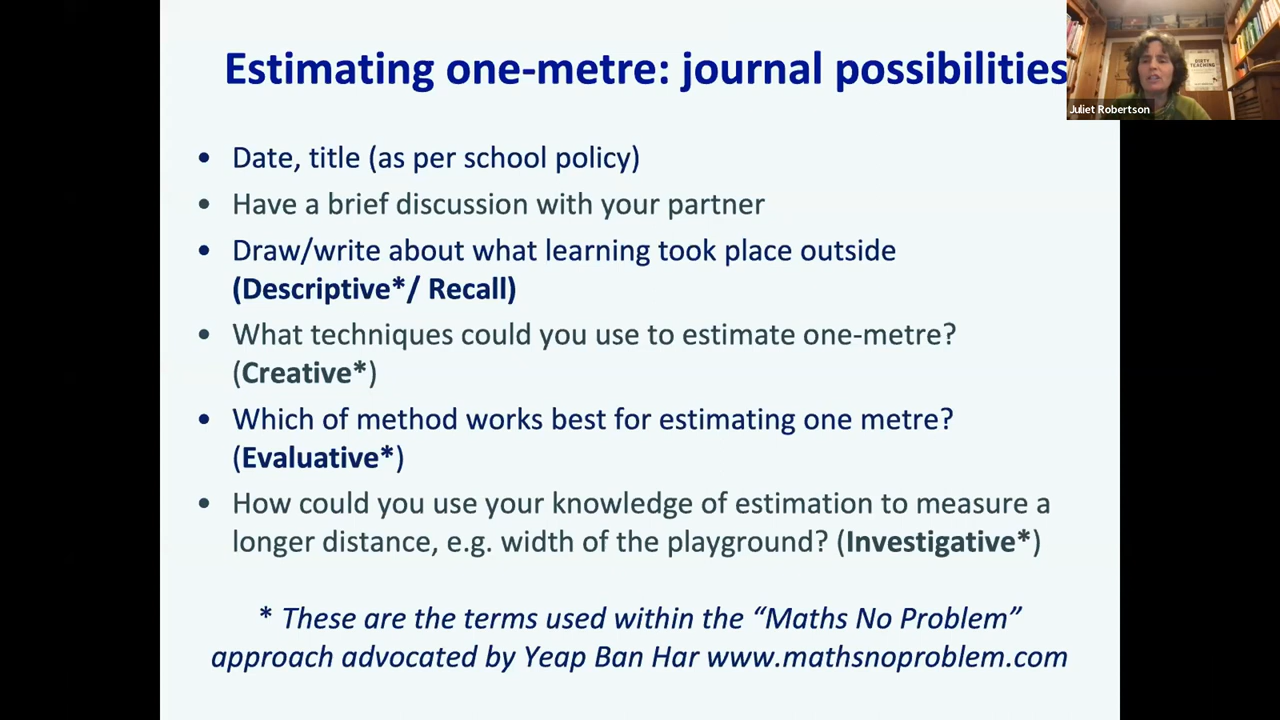 Estimating one-metre: journal possibilities
Juliet Robertson
DIRTY
TEACHING
• Date, title (as per school policy)
• Have a brief discussion with your partner
• Draw/write about what learning took place outside
(Descriptive*/ Recall)
• What techniques could you use to estimate one-metre?
(Creative*)
• Which of method works best for estimating one metre?
(Evaluative*)
• How could you use your knowledge of estimation to measure a
longer distance, e.g. width of the playground? (Investigative*)
* These are the terms used within the “Maths No Problem”
approach advocated by Yeap Ban Har www.mathsnoproblem.com